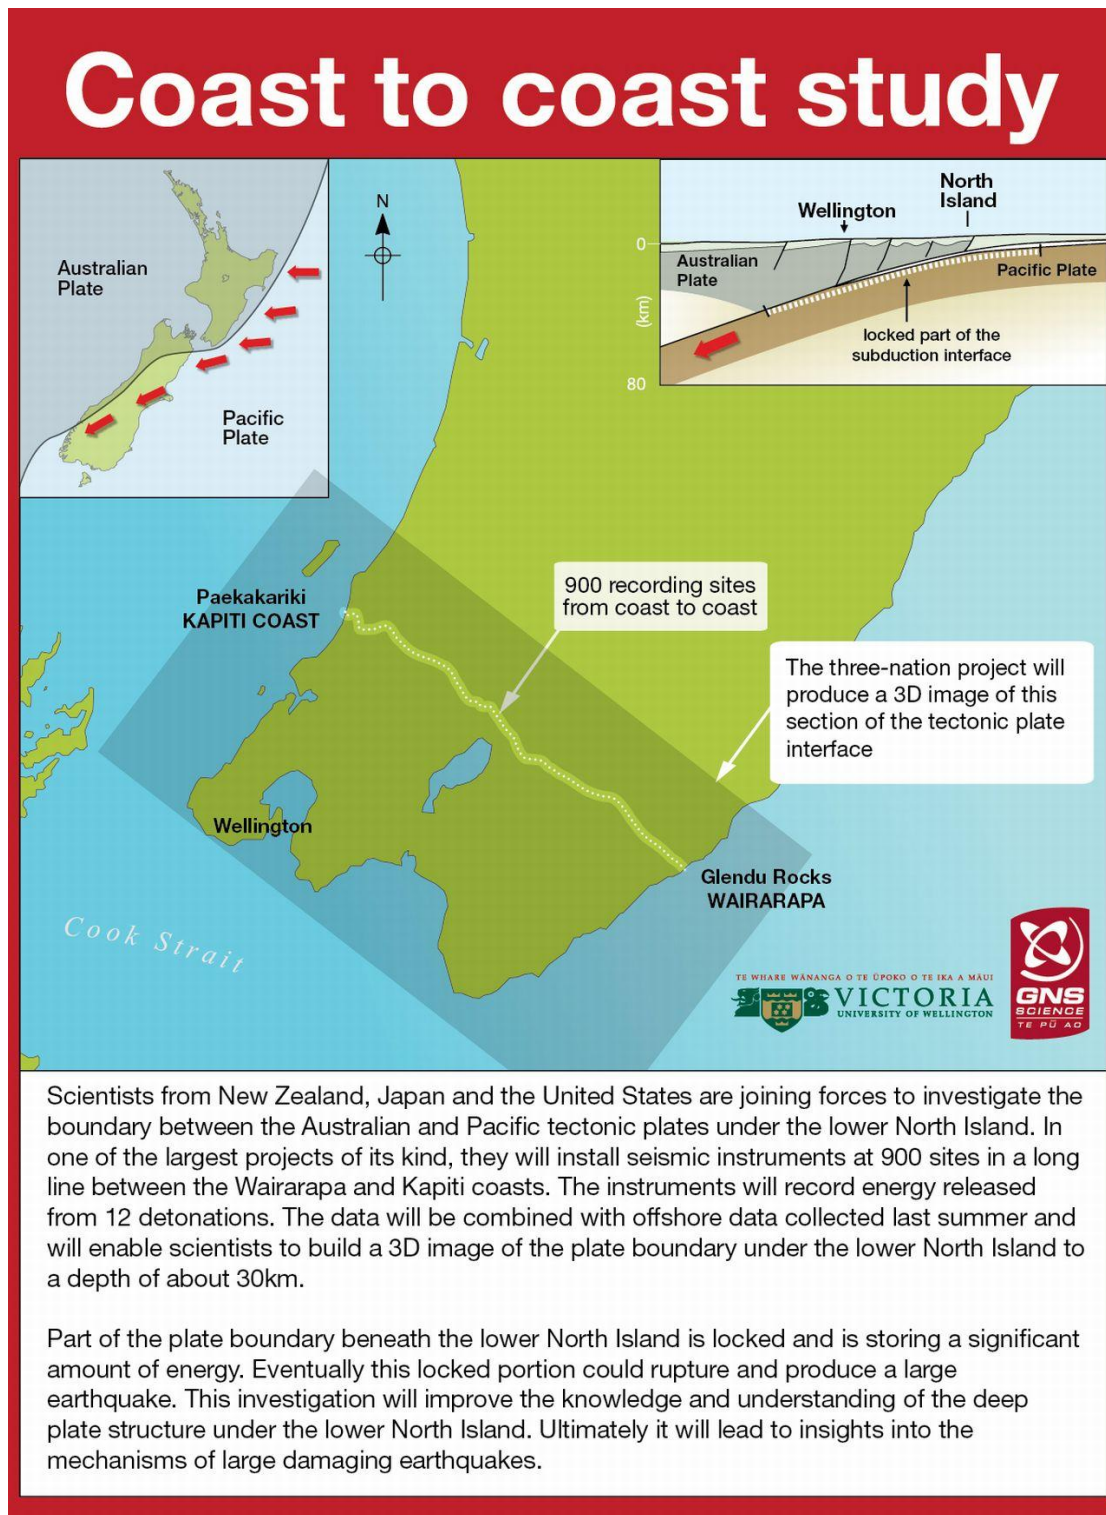 Coast to coast study
Australian
Plate
Pacific
Plate
N
Wellington
North
Island
0
Australian
Plate
Pacific Plate
(km)
locked part of the
subduction interface
80
Paekakariki
KAPITI COAST
900 recording sites
from coast to coast
The three-nation project will
produce a 3D image of this
section of the tectonic plate
interface
Wellington
Glendu Rocks
WAIRARAPA
Cook Strait
TE WHARE WĀNANGA O TE ŪPOKO O TE IKA A MĀUI
VICTORIA
UNIVERSITY OF WELLINGTON
GNS
SCIENCE
TE PŪ AO
Scientists from New Zealand, Japan and the United States are joining forces to investigate the
boundary between the Australian and Pacific tectonic plates under the lower North Island. In
one of the largest projects of its kind, they will install seismic instruments at 900 sites in a long
line between the Wairarapa and Kapiti coasts. The instruments will record energy released
from 12 detonations. The data will be combined with offshore data collected last summer and
will enable scientists to build a 3D image of the plate boundary under the lower North Island to
a depth of about 30km.
Part of the plate boundary beneath the lower North Island is locked and is storing a significant
amount of energy. Eventually this locked portion could rupture and produce a large
earthquake. This investigation will improve the knowledge and understanding of the deep
plate structure under the lower North Island. Ultimately it will lead to insights into the
mechanisms of large damaging earthquakes.